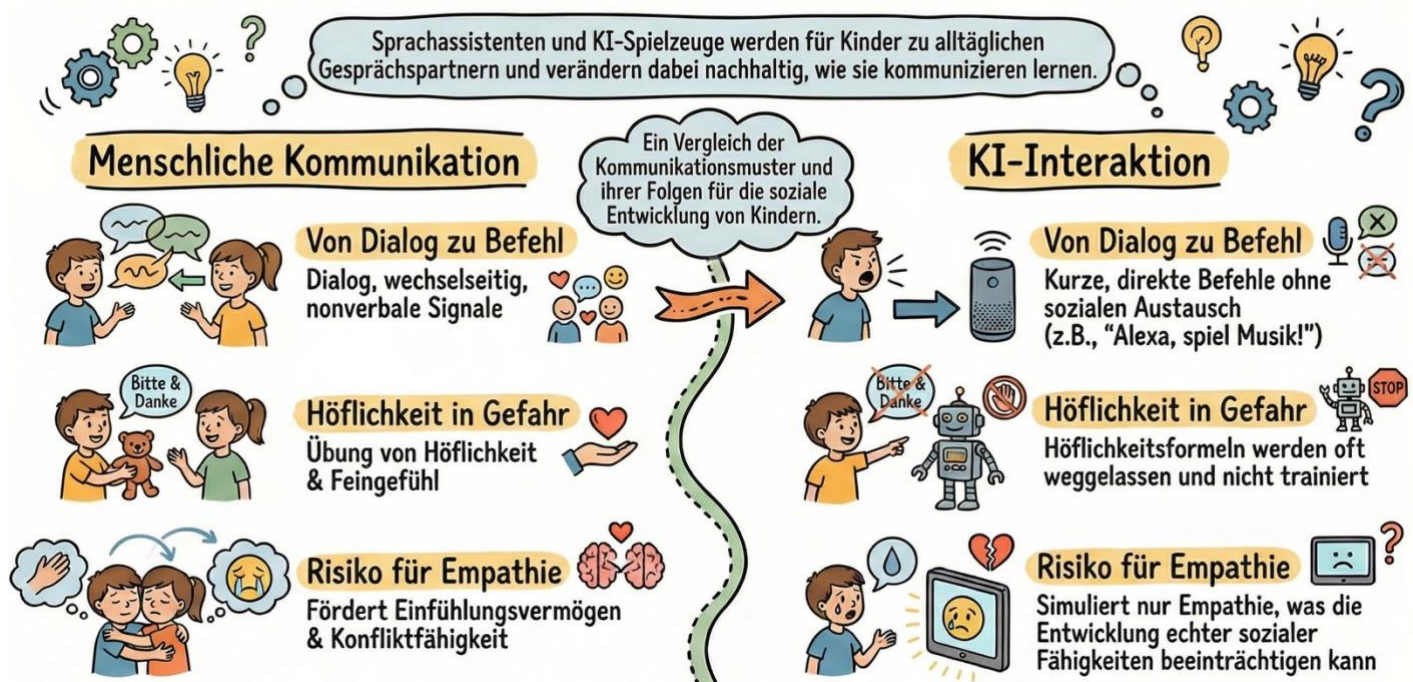 Sprachassistenten und KI-Spielzeuge werden für Kinder zu alltäglichen
Gesprächspartnern und verändern dabei nachhaltig, wie sie kommunizieren lernen.
Ein Vergleich der
Kommunikationsmuster und
ihrer Folgen für die soziale
Entwicklung von Kindern.
Menschliche Kommunikation
Von Dialog zu Befehl
Dialog, wechselseitig,
nonverbale Signale
Bitte &
Danke
Höflichkeit in Gefahr
Übung von Höflichkeit
& Feingefühl
Risiko für Empathie
Fördert Einfühlungsvermögen
& Konfliktfähigkeit
KI-Interaktion
Von Dialog zu Befehl
Kurze, direkte Befehle ohne
sozialen Austausch
(z.B., "Alexa, spiel Musik!")
Bitte &
Danke
Höflichkeit in Gefahr
STOP
Höflichkeitsformeln werden oft
weggelassen und nicht trainiert
Risiko für Empathie
Simuliert nur Empathie, was die
Entwicklung echter sozialer
Fähigkeiten beeinträchtigen kann